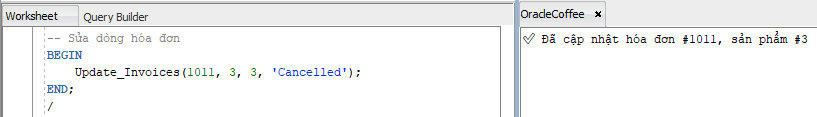 Worksheet Query Builder
-- Sửa dòng hóa đơn
BEGIN
Update_Invoices(1011, 3, 3, 'Cancelled');
END;
/
OracleCoffee ×
Đã cập nhật hóa đơn #1011, sản phẩm #3